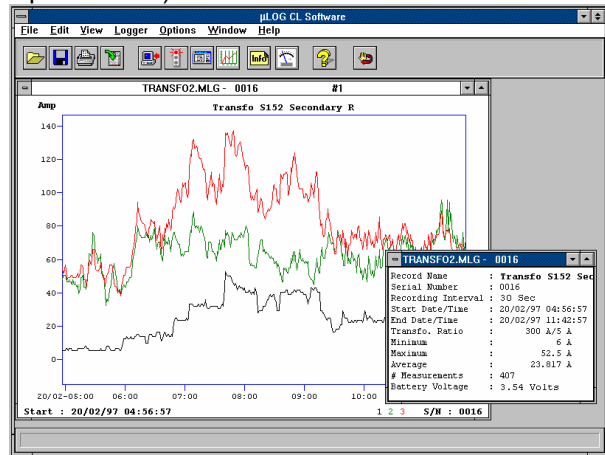 µLOG CL Software
File Edit View Logger Options Window Help
Info
TRANSFO2.MLG - 0016 #1
Amp Transfo S152 Secondary R
140
120
100
80
60
40
20
0
20/02-05:00 06:00 07:00 08:00 09:00 10:00
Start : 20/02/97 04:56:57 1 2 3 S/N : 0016
TRANSFO2.MLG - 0016
Record Name : Transfo S152 Sec
Serial Number : 0016
Recording Interval : 30 Sec
Start Date/Time : 20/02/97 04:56:57
End Date/Time : 20/02/97 11:42:57
Transfo. Ratio : 300 A/5 A
Minimum : 6 A
Maximum : 52.5 A
Average : 23.817 A
# Measurements : 407
Battery Voltage : 3.54 Volts